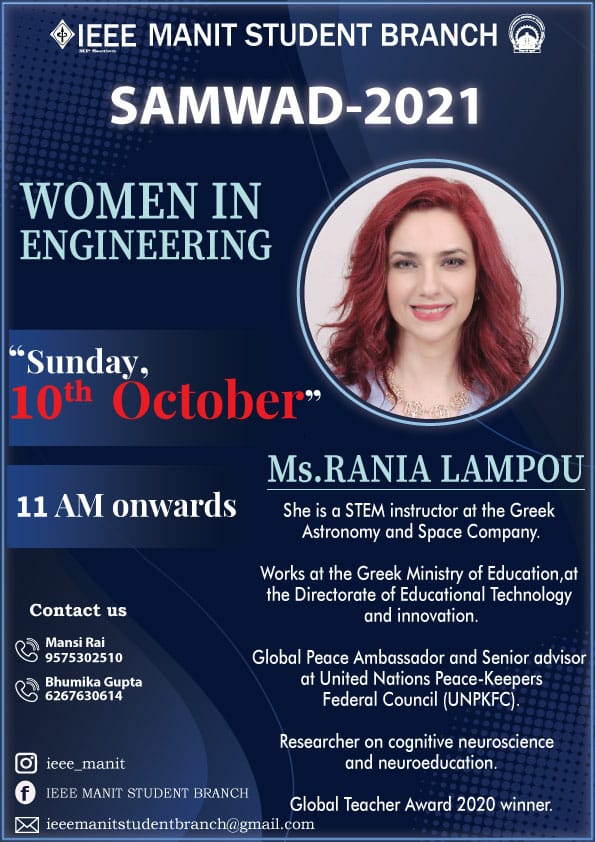 IEEE MANIT STUDENT BRANCH
MP Section
SAMWAD-2021
WOMEN IN
ENGINEERING
“Sunday,
10th October”
11 AM onwards
Ms.RANIA LAMPOU
She is a STEM instructor at the Greek
Astronomy and Space Company.
Works at the Greek Ministry of Education,at
the Directorate of Educational Technology
and innovation.
Global Peace Ambassador and Senior advisor
at United Nations Peace-Keepers
Federal Council (UNPKFC).
Researcher on cognitive neuroscience
and neuroeducation.
Global Teacher Award 2020 winner.
Contact us
Mansi Rai
9575302510
Bhumika Gupta
6267630614
ieee_manit
IEEE MANIT STUDENT BRANCH
ieeemanitstudentbranch@gmail.com